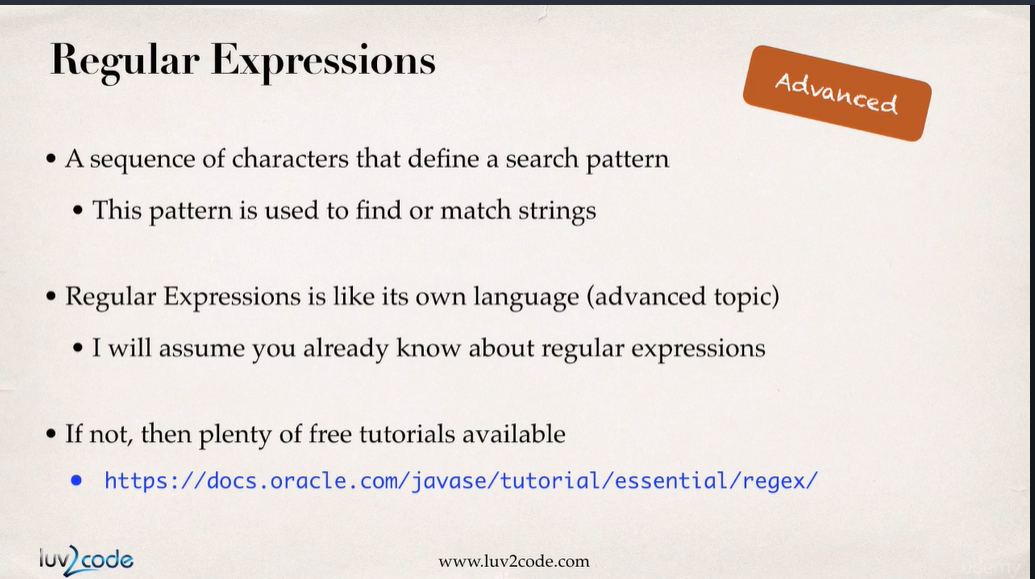 Regular Expressions
Advanced
• A sequence of characters that define a search pattern
• This pattern is used to find or match strings
• Regular Expressions is like its own language (advanced topic)
• I will assume you already know about regular expressions
• If not, then plenty of free tutorials available
• https://docs.oracle.com/javase/tutorial/essential/regex/
luv2code
www.luv2code.com
udemy